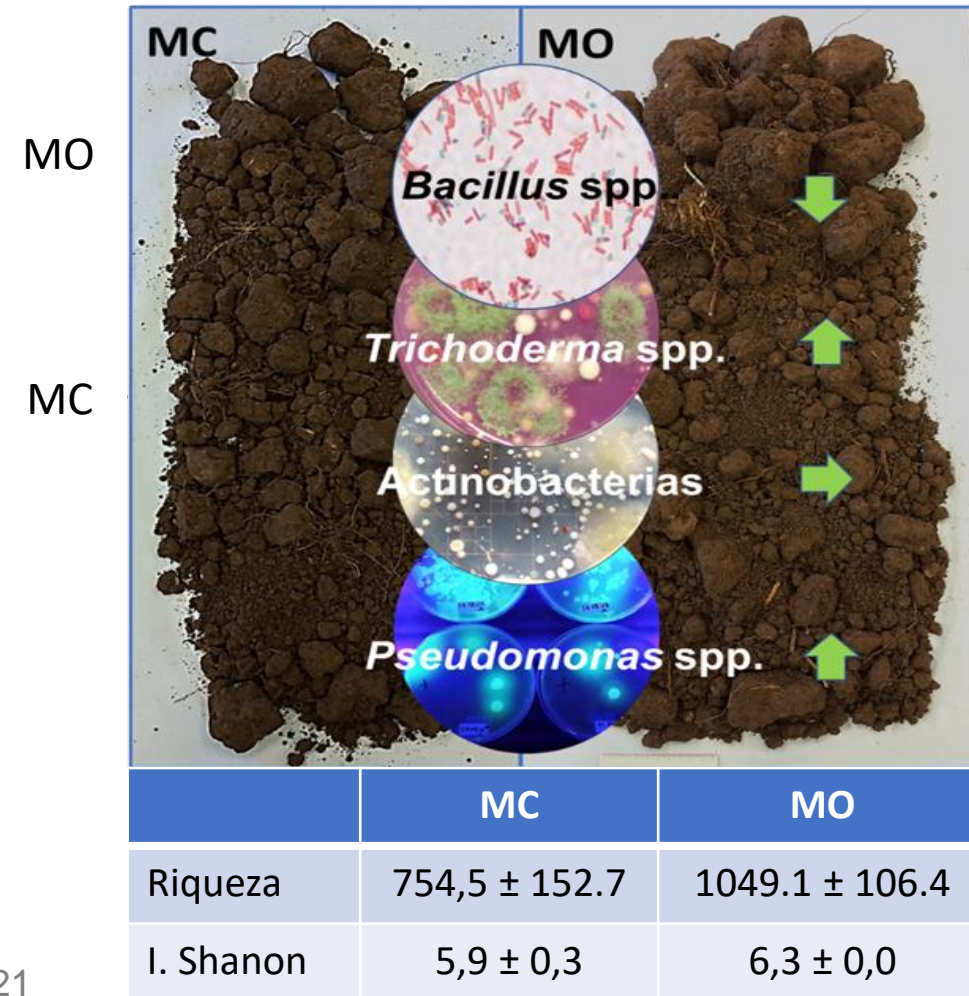 MC MO
MO
Bacillus spp.
Trichoderma spp.
MC
Actinobacterias
Pseudomonas spp.
MC MO
Riqueza 754,5 ± 152.7 1049.1 ± 106.4
I. Shanon 5,9 ± 0,3 6,3 ± 0,0
21